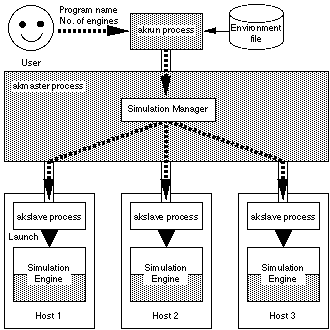 Program name
No. of engines
akrun process
Environment
file
User
akmaster process
Simulation Manager
akslave process
akslave process
akslave process
Launch
Simulation
Engine
Simulation
Engine
Simulation
Engine
Host 1
Host 2
Host 3